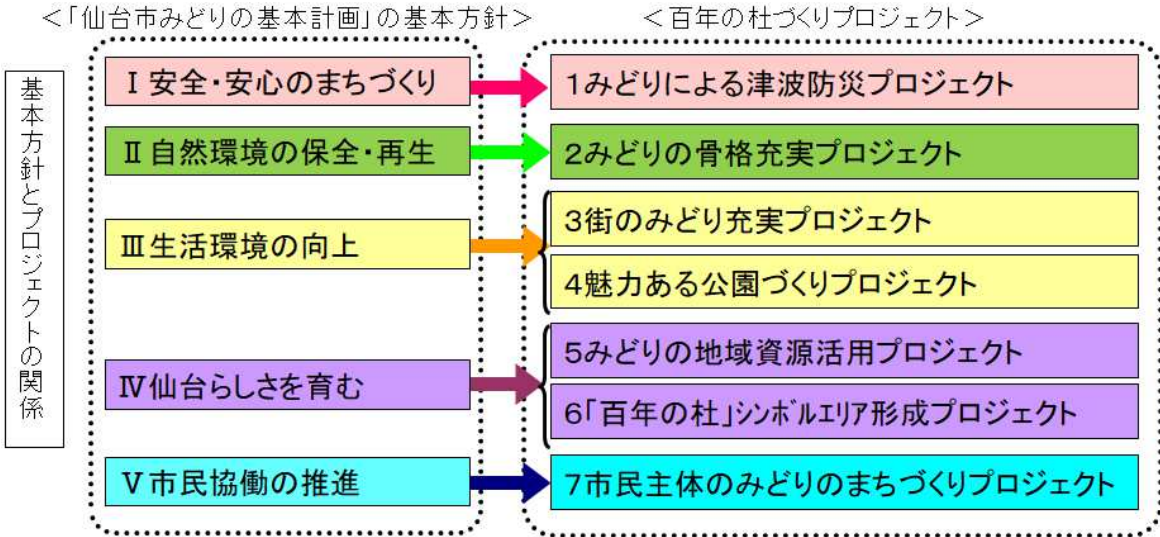 ＜「仙台市みどりの基本計画」の基本方針＞
＜百年の杜づくりプロジェクト＞
基本方針とプロジェクトの関係
Ⅰ安全・安心のまちづくり
1みどりによる津波防災プロジェクト
Ⅱ自然環境の保全・再生
2みどりの骨格充実プロジェクト
Ⅲ生活環境の向上
3街のみどり充実プロジェクト
4魅力ある公園づくりプロジェクト
Ⅳ仙台らしさを育む
5みどりの地域資源活用プロジェクト
6「百年の杜」シンボルエリア形成プロジェクト
Ⅴ市民協働の推進
7市民主体のみどりのまちづくりプロジェクト